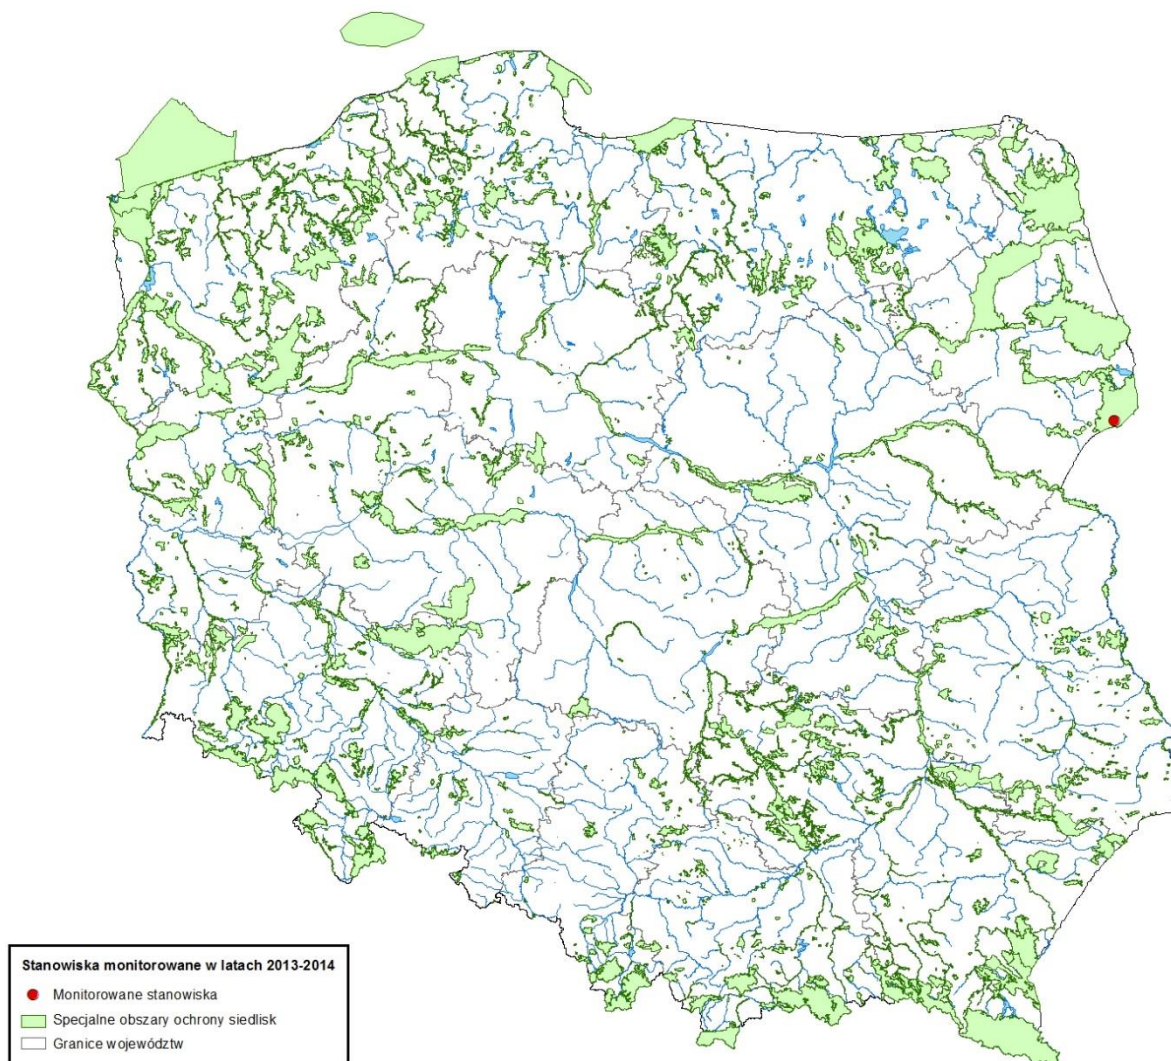 Stanowiska monitorowane w latach 2013-2014
Monitorowane stanowiska
Specjalne obszary ochrony siedlisk
Granice województw